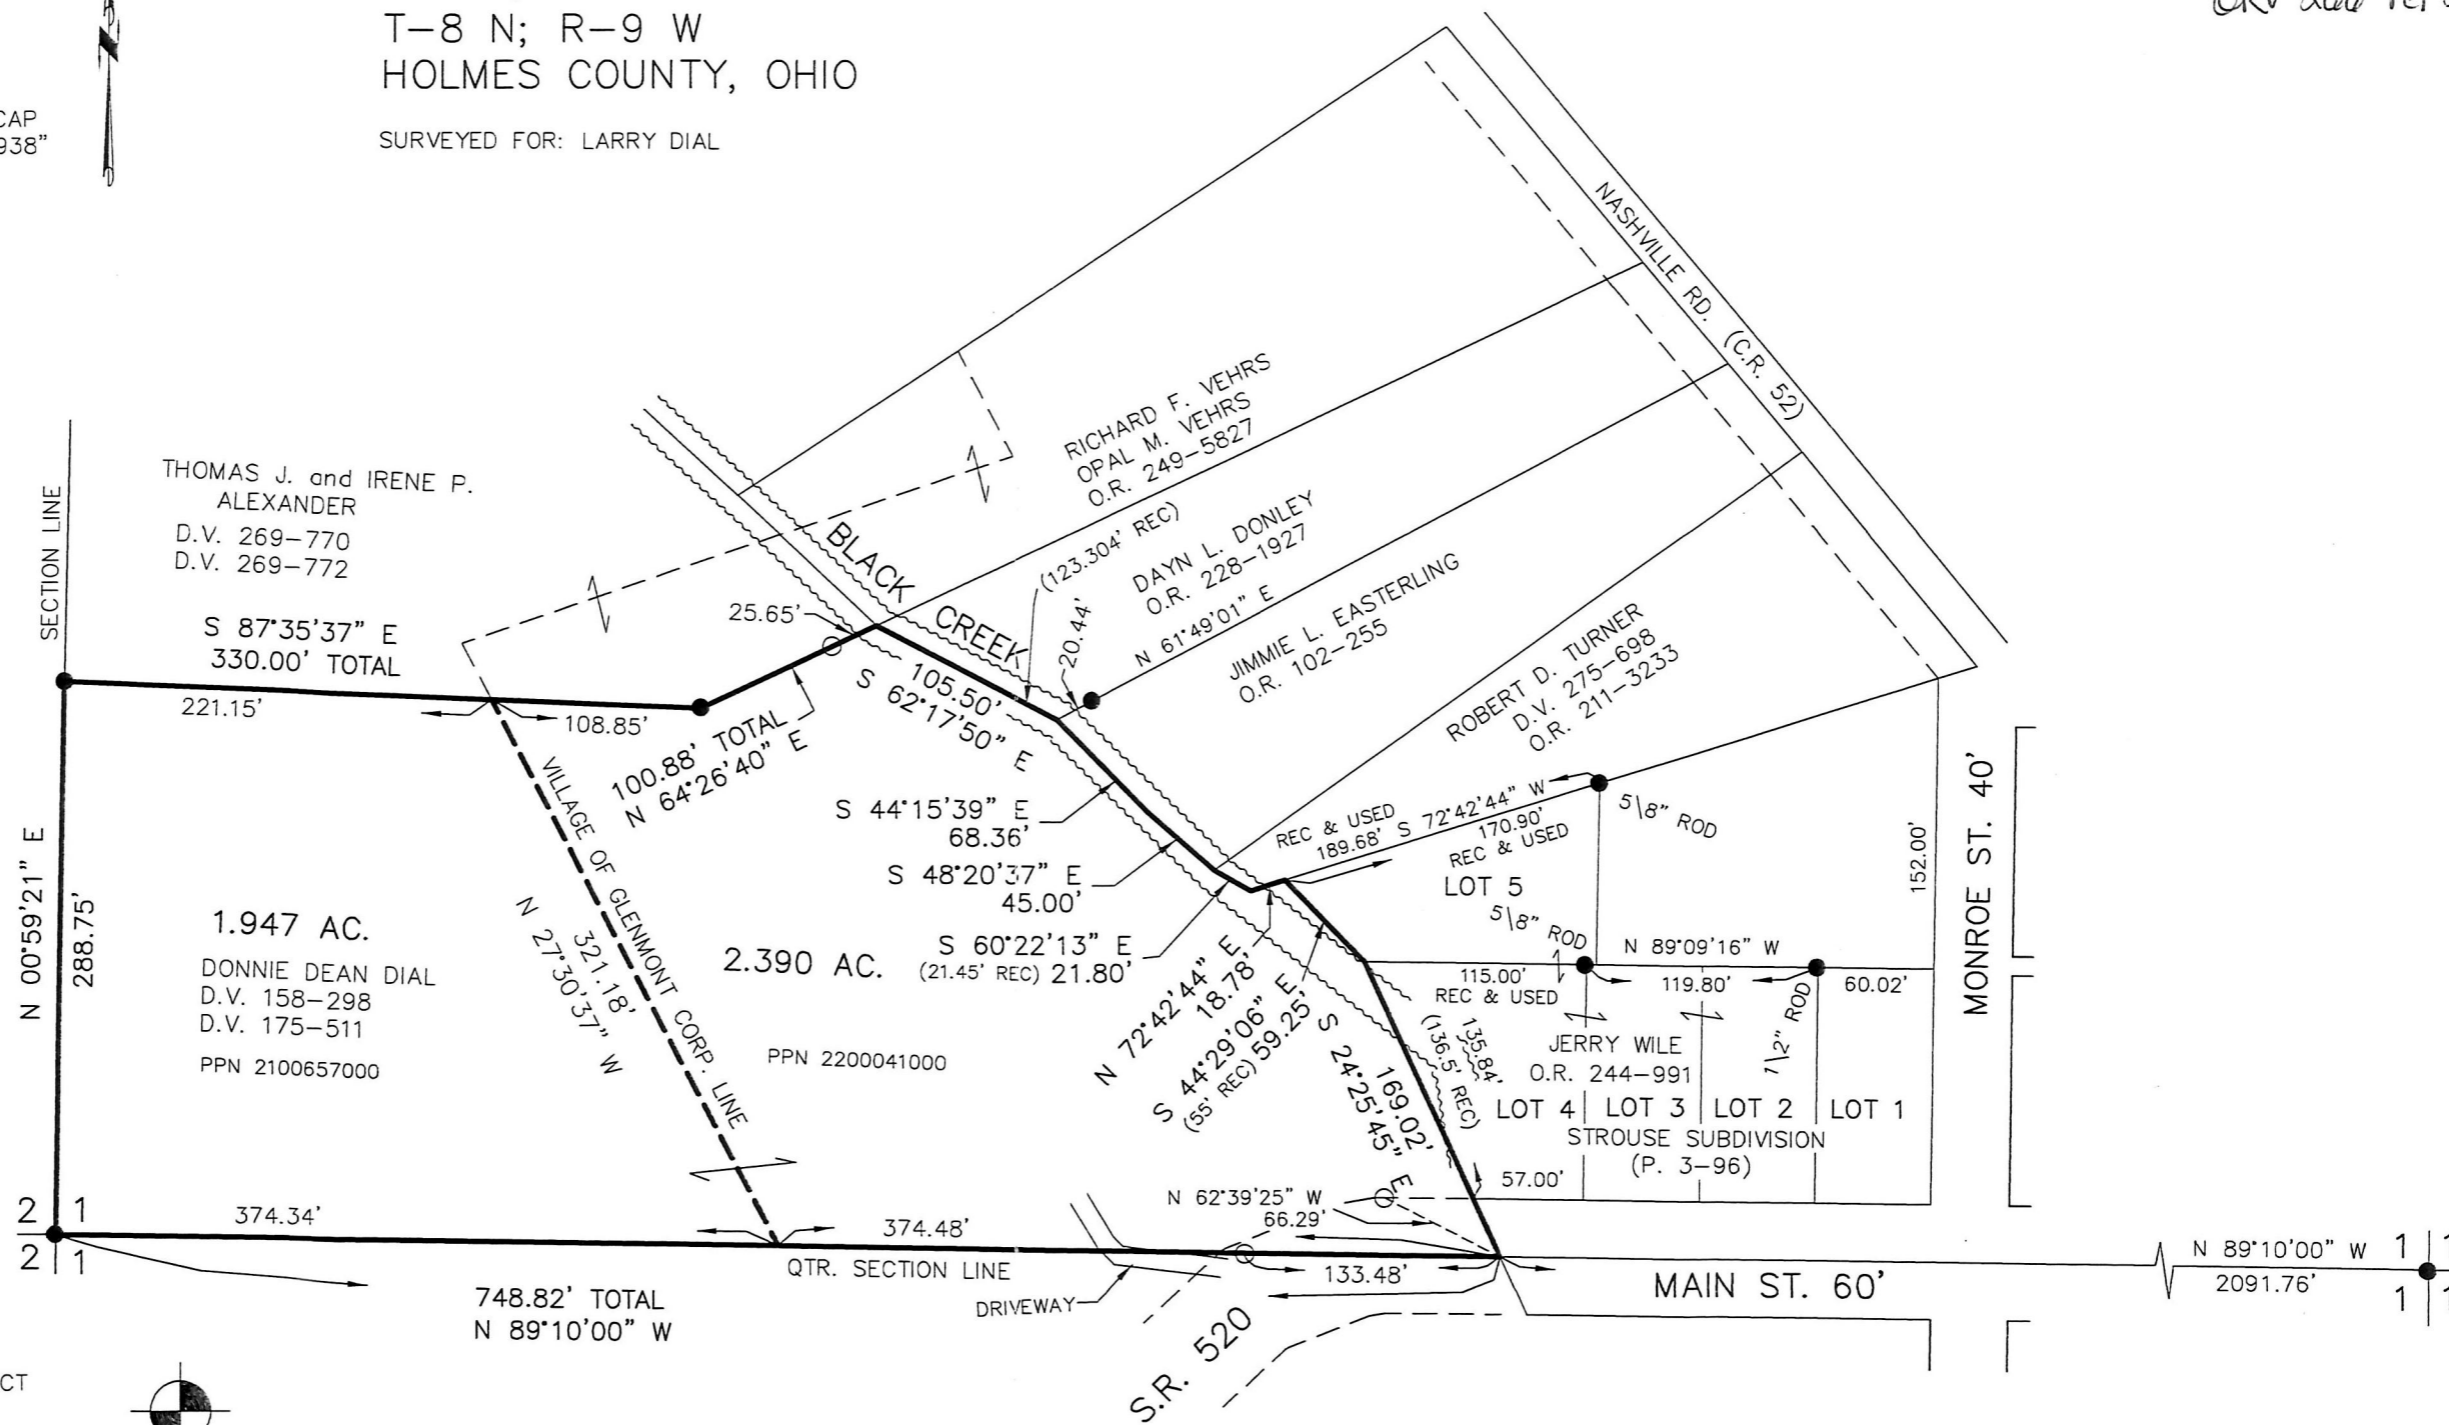 T–8 N; R–9 W
HOLMES COUNTY, OHIO
SURVEYED FOR: LARRY DIAL
CAP
938"
NASHVILLE RD. (C.R. 52)
RICHARD F. VEHRS
OPAL M. VEHRS
O.R. 249–5827
(123.304' REC)
DAYN L. DONLEY
O.R. 228–1927
N 61°49'01" E
JIMMIE L. EASTERLING
O.R. 102–255
ROBERT D. TURNER
D.V. 275–698
O.R. 211–3233
BLACK CREEK
THOMAS J. and IRENE P.
ALEXANDER
D.V. 269–770
D.V. 269–772
SECTION LINE
S 87°35'37" E
330.00' TOTAL
221.15'
108.85'
25.65'
20.44'
105.50'
S 62°17'50" E
100.88' TOTAL
N 64°26'40" E
S 44°15'39" E
68.36'
S 48°20'37" E
45.00'
S 60°22'13" E
(21.45' REC) 21.80'
N 72°42'44" E
18.78'
S 44°29'06" E
(55' REC) 59.25'
S 24°25'45" E
169.02'
135.84'
(136.5' REC)
REC & USED
189.68' S 72°42'44" W
170.90'
REC & USED
5\8" ROD
LOT 5
5\8" ROD
N 89°09'16" W
115.00'
REC & USED
119.80'
60.02'
1\2" ROD
152.00'
MONROE ST. 40'
JERRY WILE
O.R. 244–991
LOT 4
LOT 3
LOT 2
LOT 1
STROUSE SUBDIVISION
(P. 3–96)
57.00'
N 62°39'25" W
66.29'
N 00°59'21" E
288.75'
1.947 AC.
DONNIE DEAN DIAL
D.V. 158–298
D.V. 175–511
PPN 2100657000
VILLAGE OF GLENMONT CORP. LINE
321.18'
N 27°30'37" W
2.390 AC.
PPN 2200041000
2 1
2 1
374.34'
374.48'
QTR. SECTION LINE
133.48'
DRIVEWAY
748.82' TOTAL
N 89°10'00" W
S.R. 520
MAIN ST. 60'
N 89°10'00" W
2091.76'
1 1
1 1
CT